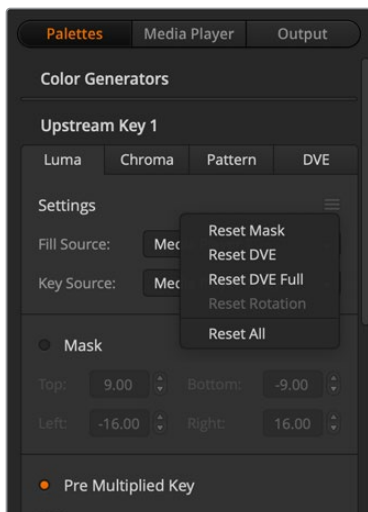 Palettes Media Player Output
Color Generators
Upstream Key 1
Luma Chroma Pattern DVE
Settings
Reset Mask
Fill Source:
Reset DVE
Reset DVE Full
Key Source:
Reset Rotation
Reset All
Mask
Top: 9.00 Bottom: -9.00
Left: -16.00 Right: 16.00
Pre Multiplied Key